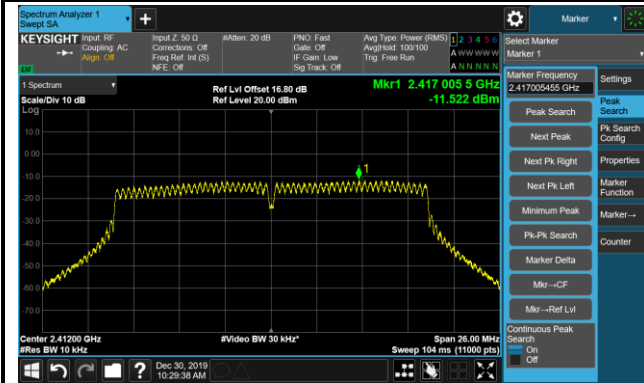 Spectrum Analyzer 1
Swept SA
+
Marker
KEYSIGHT
Input: RF
Coupling: AC
Align: Off
Input Z: 50 Ω
Corrections: Off
Freq Ref: Int (S)
NFE: Off
#Atten: 20 dB
PNO: Fast
Gate: Off
IF Gain: Low
Sig Track: Off
Avg Type: Power (RMS)
Avg|Hold: 100/100
Trig: Free Run
1 2 3 4 5 6
A W W W W W
A N N N N N
LXI
Select Marker
Marker 1
1 Spectrum
Scale/Div 10 dB
Log
Ref Lvl Offset 16.80 dB
Ref Level 20.00 dBm
Mkr1 2.417 005 5 GHz
-11.522 dBm
10.0
0.00
-10.0
-20.0
-30.0
-40.0
-50.0
-60.0
-70.0
1
Center 2.41200 GHz
#Res BW 10 kHz
#Video BW 30 kHz*
Span 26.00 MHz
Sweep 104 ms (11000 pts)
Marker Frequency
2.417005455 GHz
Peak Search
Next Peak
Next Pk Right
Next Pk Left
Minimum Peak
Pk-Pk Search
Marker Delta
Mkr→CF
Mkr→Ref Lvl
Continuous Peak
Search
On
Off
Settings
Peak
Search
Pk Search
Config
Properties
Marker
Function
Marker→
Counter
?
Dec 30, 2019
10:29:38 AM